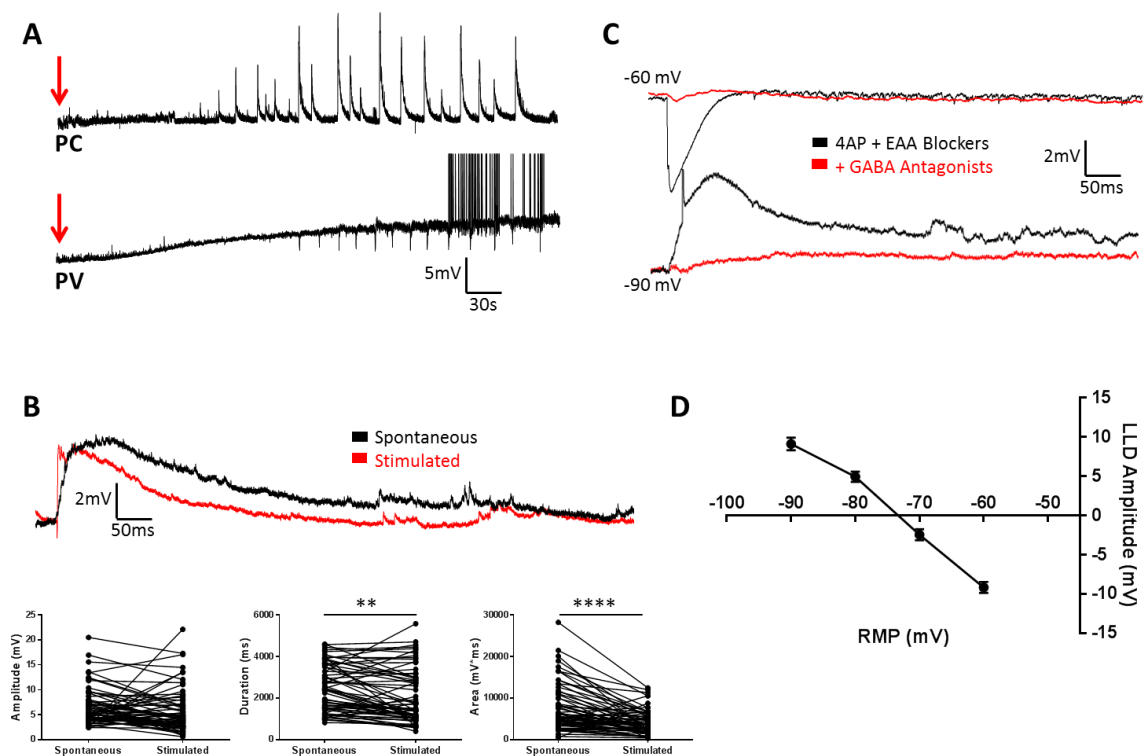 A
PC
PV
5mV
30s
C
-60 mV
4AP + EAA Blockers
+ GABA Antagonists
2mV
50ms
-90 mV
B
Spontaneous
Stimulated
2mV
50ms
25
20
15
10
5
0
Amplitude (mV)
Spontaneous Stimulated
**
6000
4000
2000
0
Duration (ms)
Spontaneous Stimulated
****
30000
20000
10000
0
Area (mV*ms)
Spontaneous Stimulated
D
15
10
5
0
-5
-10
-15
LLD Amplitude (mV)
-100 -90 -80 -70 -60 -50
RMP (mV)